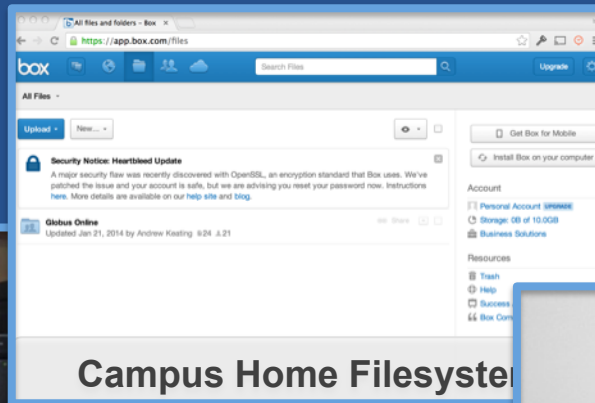 All files and folders - Box ×
https://app.box.com/files
box
Search Files
Upgrade
All Files
Upload
New...
Get Box for Mobile
Install Box on your computer
Security Notice: Heartbleed Update
A major security flaw was recently discovered with OpenSSL, an encryption standard that Box uses. We've
patched the issue and your account is safe, but we are advising you reset your password now. Instructions
here. More details are available on our help site and blog.
Account
Personal Account UPGRADE
Storage: 0B of 10.0GB
Business Solutions
Globus Online
Share
Updated Jan 21, 2014 by Andrew Keating 24 21
Resources
Trash
Help
Success
Box Com
Campus Home Filesyste